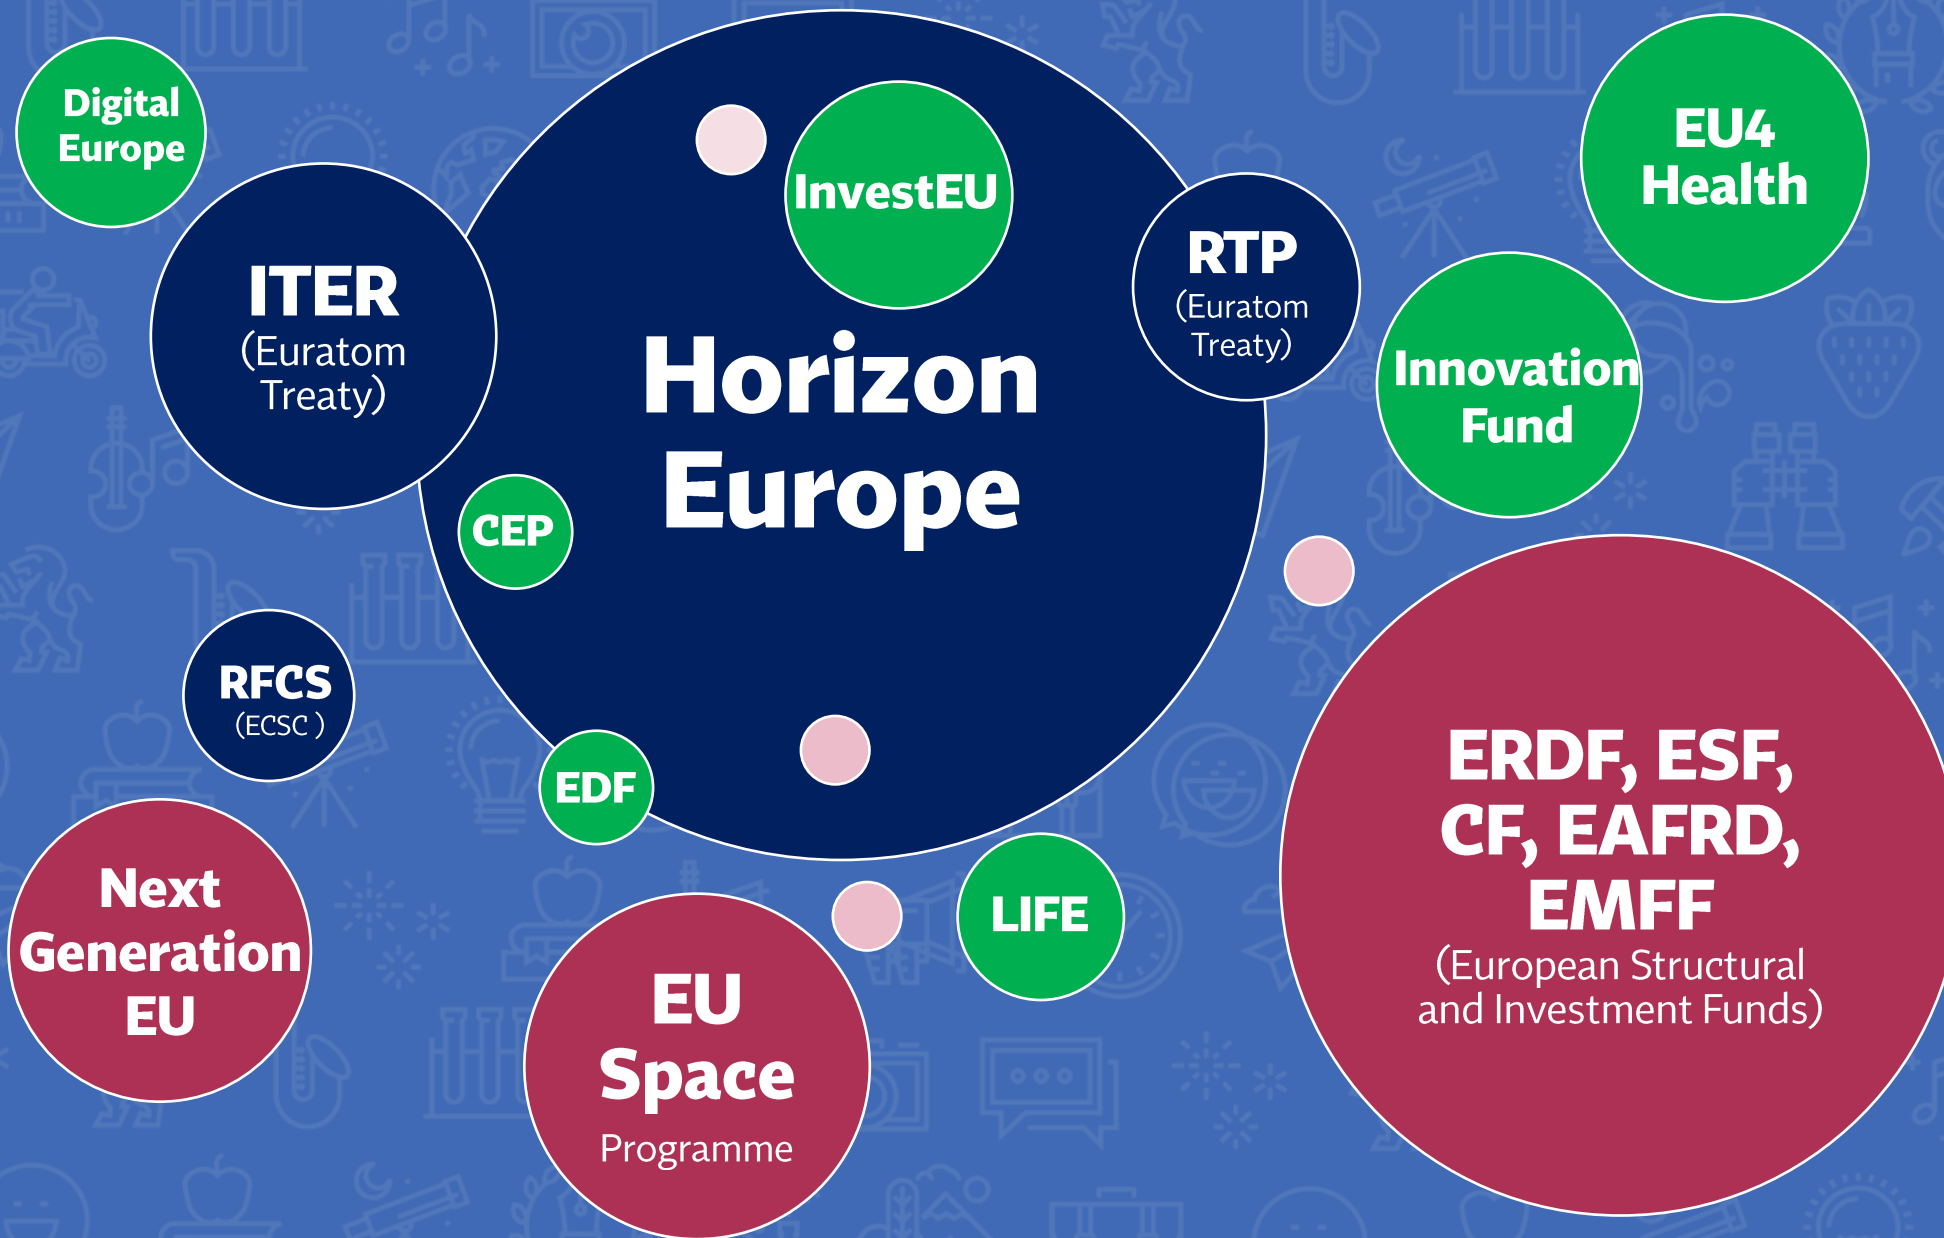 Digital
Europe
InvestEU
EU4
Health
ITER
(Euratom
Treaty)
RTP
(Euratom
Treaty)
Horizon
Europe
Innovation
Fund
CEP
RFCS
(ECSC )
EDF
ERDF, ESF,
CF, EAFRD,
EMFF
(European Structural
and Investment Funds)
Next
Generation
EU
LIFE
EU
Space
Programme